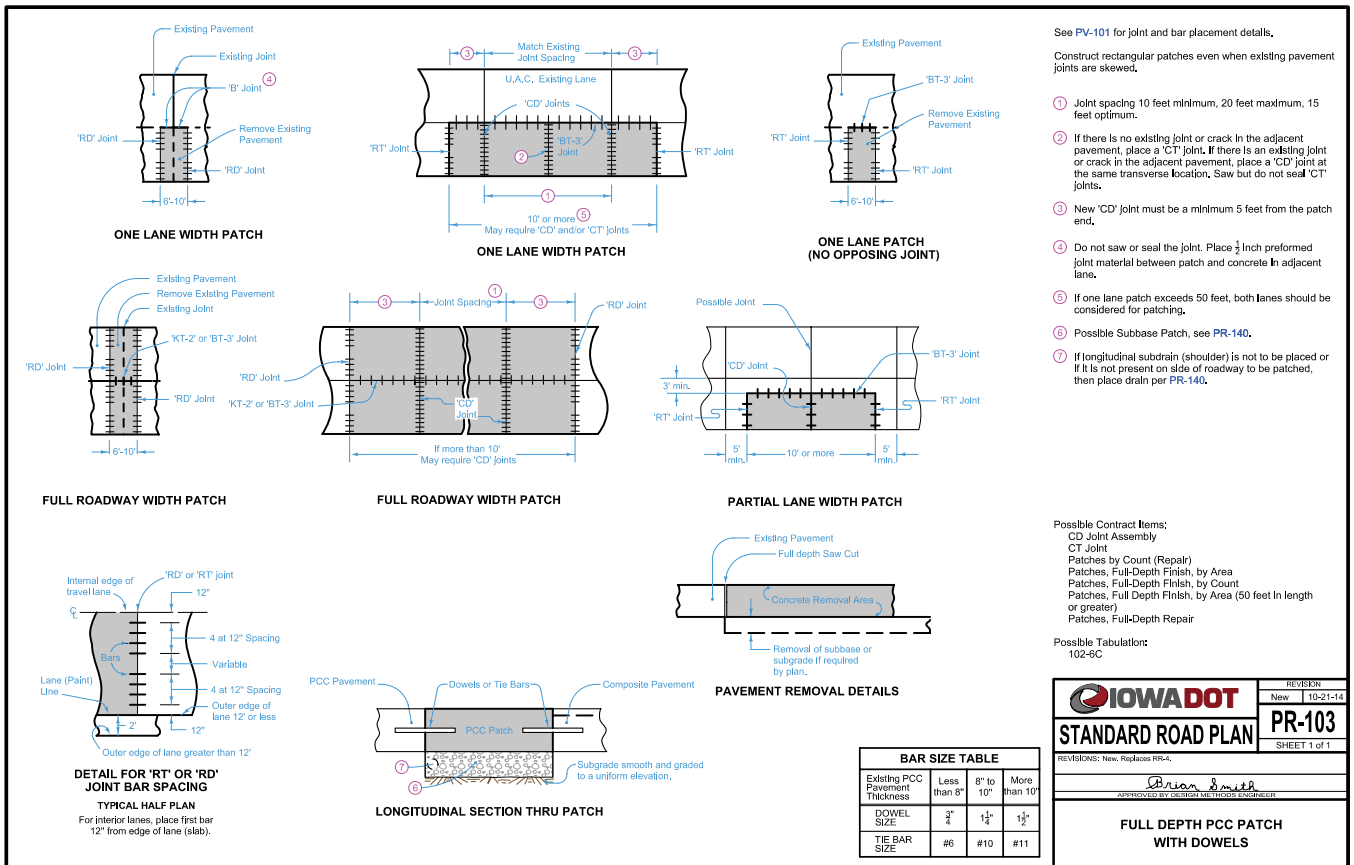 Existing Pavement
Existing Joint
'B' Joint
4
'RD' Joint
Remove Existing
Pavement
'RD' Joint
6'-10'
ONE LANE WIDTH PATCH
3
Match Existing
Joint Spacing
3
U.A.C. Existing Lane
'CD' Joints
'RT' Joint
2
'BT-3'
Joint
'RT' Joint
1
10' or more
5
May require 'CD' and/or 'CT' joints
ONE LANE WIDTH PATCH
Existing Pavement
'BT-3' Joint
Remove Existing
Pavement
'RT' Joint
'RT' Joint
6'-10'
ONE LANE PATCH
(NO OPPOSING JOINT)
Existing Pavement
Remove Existing Pavement
Existing Joint
'KT-2' or 'BT-3' Joint
'RD' Joint
'RD' Joint
6'-10'
FULL ROADWAY WIDTH PATCH
1
3
Joint Spacing
3
'RD' Joint
'RD' Joint
'KT-2' or 'BT-3' Joint
'CD'
Joint
If more than 10'
May require 'CD' joints
FULL ROADWAY WIDTH PATCH
Possible Joint
'BT-3' Joint
'CD'
Joint
3'
min.
'RT'
Joint
'RT'
Joint
5'
min.
10' or more
5'
min.
PARTIAL LANE WIDTH PATCH
Internal edge of
travel lane
'RD' or 'RT' joint
12"
CL
4 at 12" Spacing
Bars
Variable
Lane (Paint)
Line
4 at 12" Spacing
Outer edge of
lane 12' or less
2'
12"
Outer edge of lane greater than 12'
DETAIL FOR 'RT' OR 'RD'
JOINT BAR SPACING
TYPICAL HALF PLAN
For interior lanes, place first bar
12" from edge of lane (slab).
PCC Pavement
Dowels or Tie Bars
Composite Pavement
PCC Patch
7
6
Subgrade smooth and graded
to a uniform elevation.
LONGITUDINAL SECTION THRU PATCH
Existing Pavement
Full depth Saw Cut
Concrete Removal Area
Removal of subbase or
subgrade if required
by plan.
PAVEMENT REMOVAL DETAILS
BAR SIZE TABLE
Existing PCC
Pavement
Thickness
Less
than 8"
8" to
10"
More
than 10"
DOWEL
SIZE
3/4"
1 1/4"
1 1/2"
TIE BAR
SIZE
#6
#10
#11
See PV-101 for joint and bar placement details.
Construct rectangular patches even when existing pavement
joints are skewed.
1 Joint spacing 10 feet minimum, 20 feet maximum, 15
feet optimum.
2 If there is no existing joint or crack in the adjacent
pavement, place a 'CT' joint. If there is an existing joint
or crack in the adjacent pavement, place a 'CD' joint at
the same transverse location. Saw but do not seal 'CT'
joints.
3 New 'CD' joint must be a minimum 5 feet from the patch
end.
4 Do not saw or seal the joint. Place 1/2 inch preformed
joint material between patch and concrete in adjacent
lane.
5 If one lane patch exceeds 50 feet, both lanes should be
considered for patching.
6 Possible Subbase Patch, see PR-140.
7 If longitudinal subdrain (shoulder) is not to be placed or
If it is not present on side of roadway to be patched,
then place drain per PR-140.
Possible Contract Items:
CD Joint Assembly
CT Joint
Patches by Count (Repair)
Patches, Full-Depth Finish, by Area
Patches, Full-Depth Finish, by Count
Patches, Full Depth Finish, by Area (50 feet in length
or greater)
Patches, Full-Depth Repair
Possible Tabulation:
102-6C
IOWADOT
REVISION
New 10-21-14
STANDARD ROAD PLAN
PR-103
SHEET 1 of 1
REVISIONS: New. Replaces RR-4.
Brian Smith
APPROVED BY DESIGN METHODS ENGINEER
FULL DEPTH PCC PATCH
WITH DOWELS